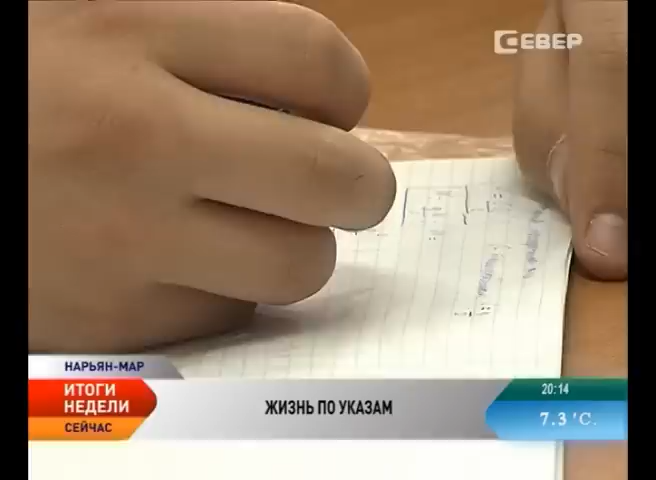 СЕВЕР
НАРЬЯН-МАР
ИТОГИ
НЕДЕЛИ
СЕЙЧАС
ЖИЗНЬ ПО УКАЗАМ
20:14
7.3 °C.